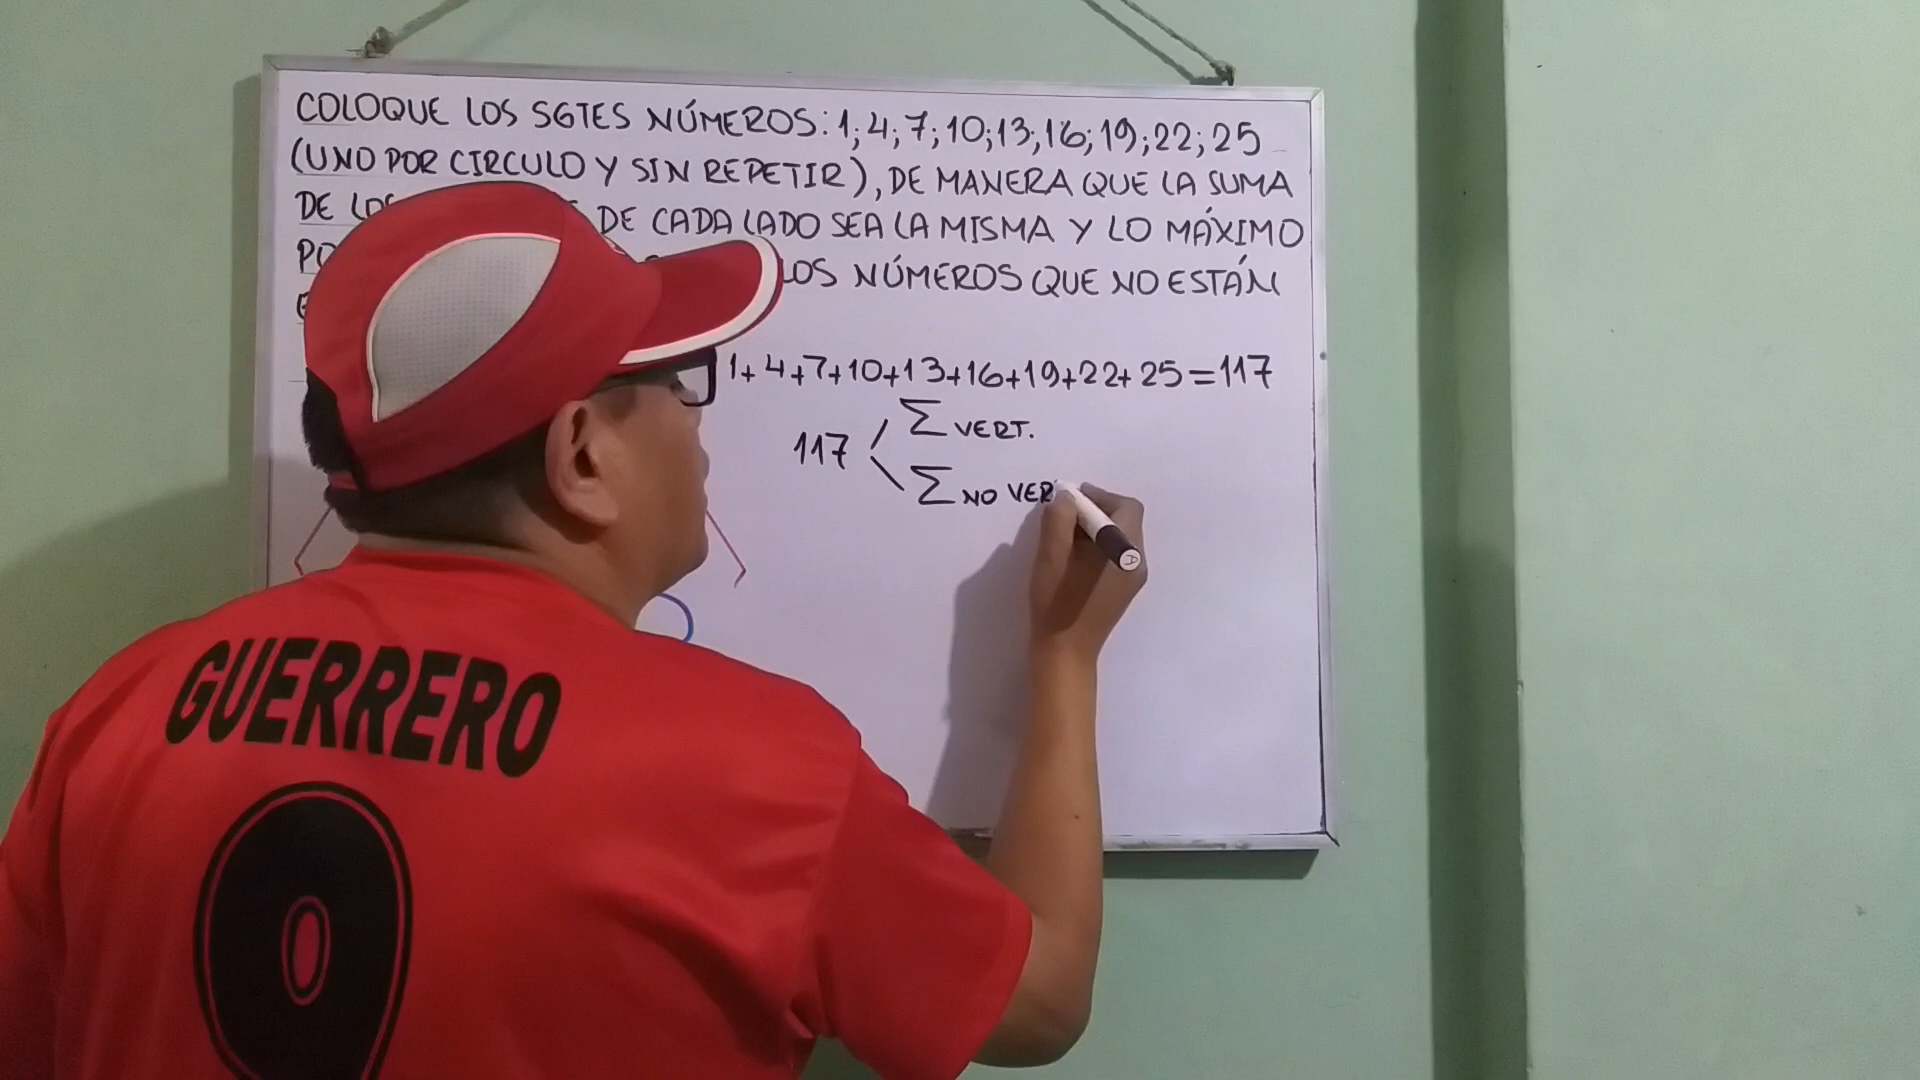 COLOQUE LOS SGTES NÚMEROS: 1; 4; 7; 10; 13; 16; 19; 22; 25
(UNO POR CIRCULO Y SIN REPETIR), DE MANERA QUE LA SUMA
DE DE CADA LADO SEA LA MISMA Y LO MÁXIMO
LOS NÚMEROS QUE NO ESTÁN
1+4+7+10+13+16+19+22+25=117
Σ VERT.
117
Σ NO VER
GUERRERO